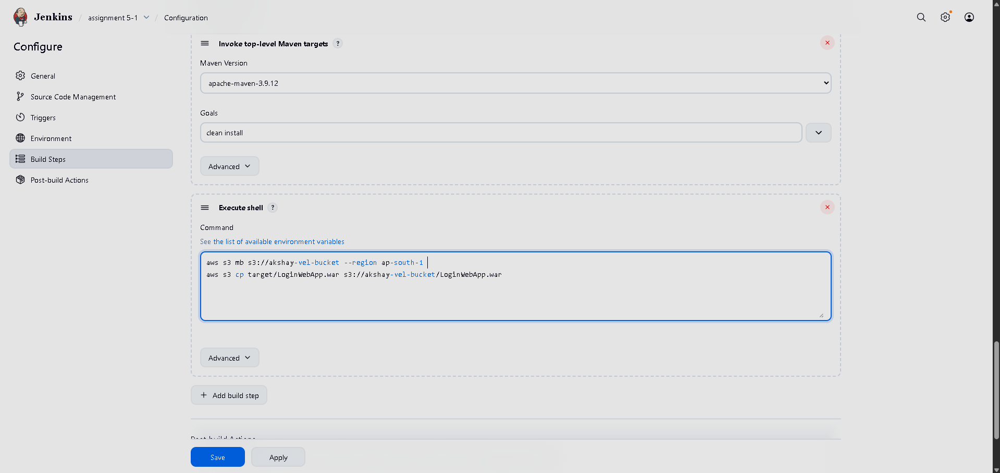 Jenkins / assignment 5-1 / Configuration
Configure
General
Source Code Management
Triggers
Environment
Build Steps
Post-build Actions
Invoke top-level Maven targets ?
Maven Version
apache-maven-3.9.12
Goals
clean install
Advanced
Execute shell ?
Command
See the list of available environment variables
aws s3 mb s3://akshay-vel-bucket --region ap-south-1
aws s3 cp target/LoginWebApp.war s3://akshay-vel-bucket/LoginWebApp.war
Advanced
+ Add build step
Post-build Actions
Save
Apply